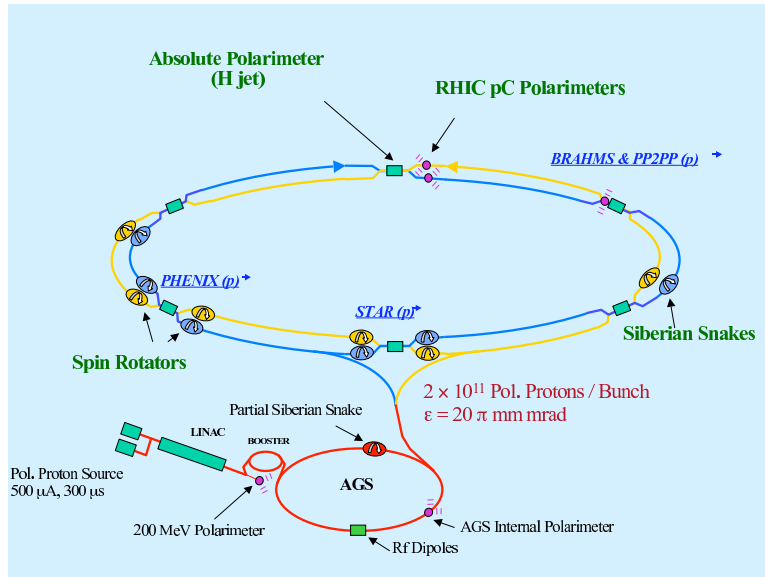 Absolute Polarimeter
(H jet)
RHIC pC Polarimeters
BRAHMS & PP2PP (p)
PHENIX (p)
STAR (p)
Siberian Snakes
Spin Rotators
2 × 10¹¹ Pol. Protons / Bunch
ε = 20 π mm mrad
Partial Siberian Snake
LINAC
BOOSTER
Pol. Proton Source
500 μA, 300 μs
AGS
200 MeV Polarimeter
AGS Internal Polarimeter
Rf Dipoles